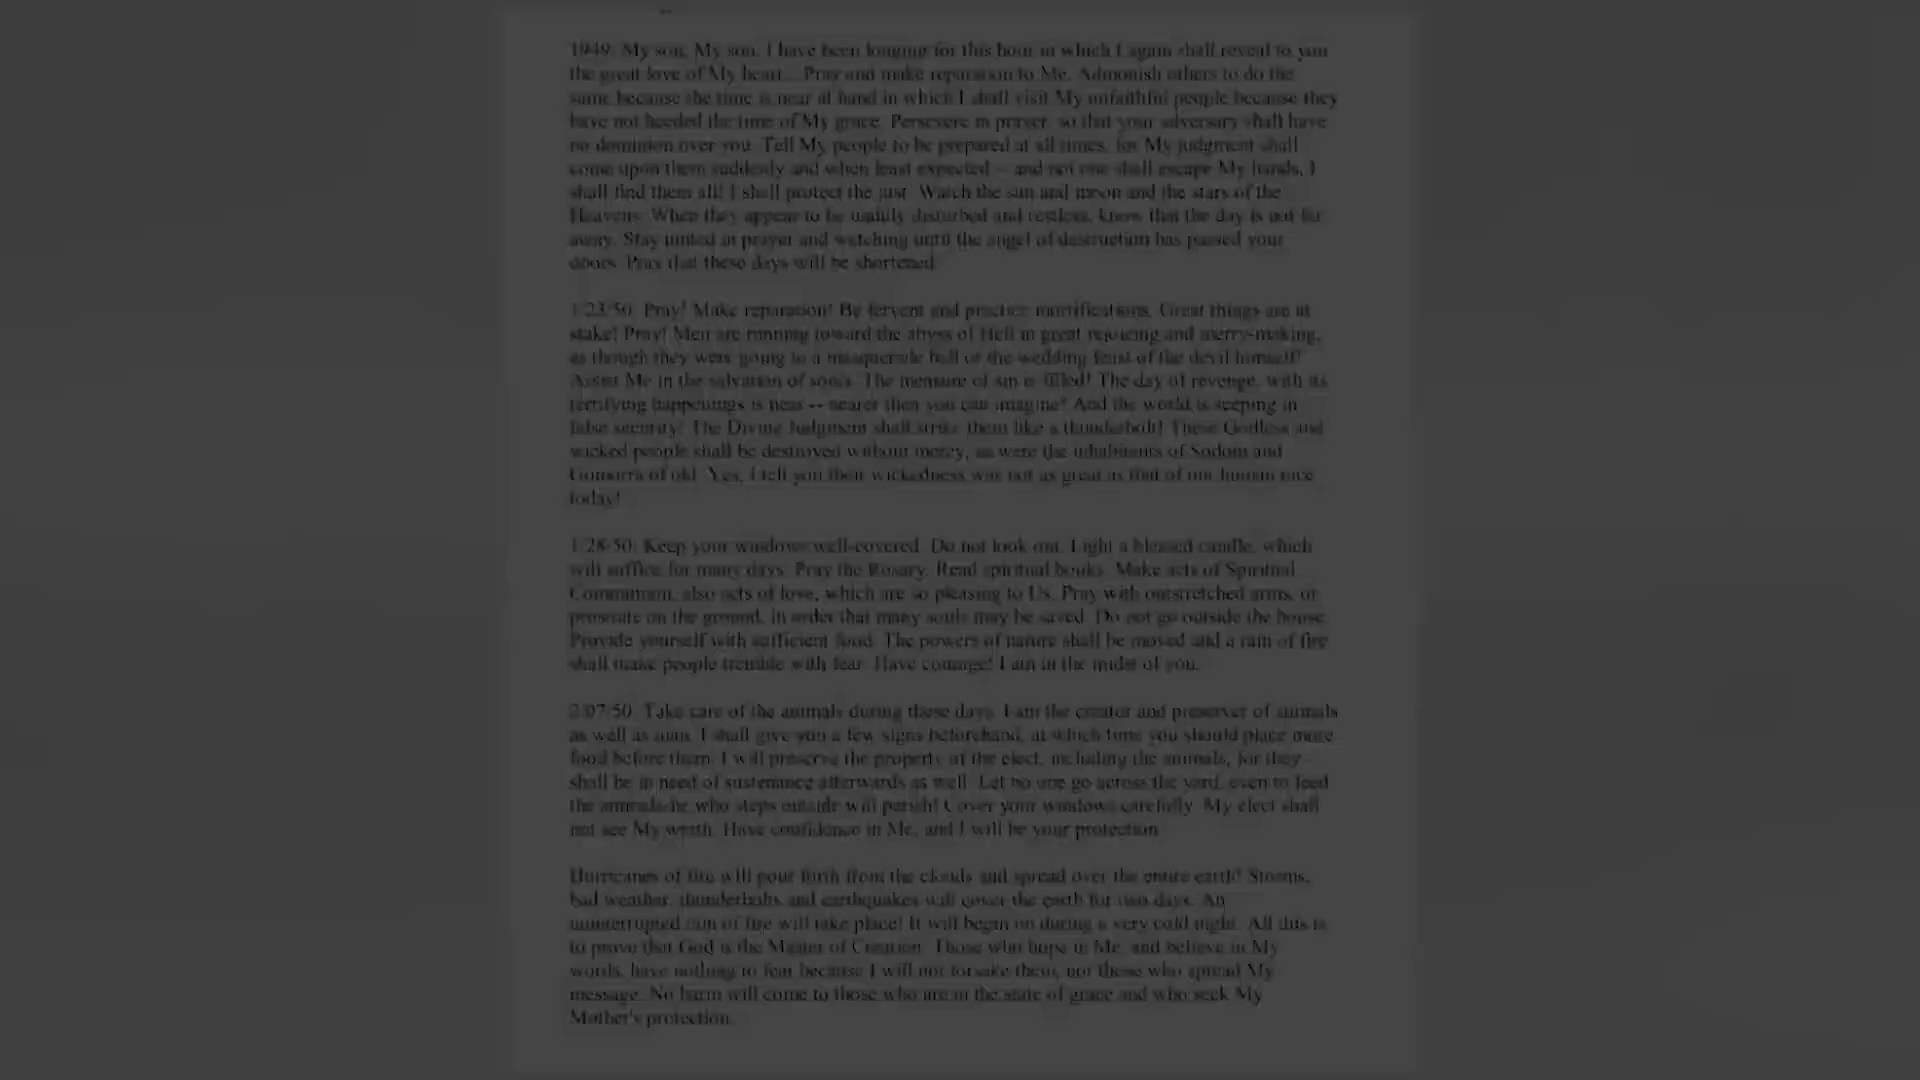 1949: My son, My son, I have been longing for this hour in which I again shall reveal to you
the great love of My heart... Pray and make reparation to Me. Admonish others to do the
same because the time is near at hand in which I shall visit My unfaithful people because they
have not heeded the time of My grace. Persevere in prayer, so that your adversary shall have
no dominion over you. Tell My people to be prepared at all times, for My judgment shall
come upon them suddenly and when least expected -- and not one shall escape My hands, I
shall find them all! I shall protect the just. Watch the sun and moon and the stars of the
Heavens. When they appear to be unduly disturbed and restless, know that the day is not far
away. Stay united in prayer and watching until the angel of destruction has passed your
doors. Pray that these days will be shortened.
1/23/50: Pray! Make reparation! Be fervent and practice mortifications. Great things are at
stake! Pray! Men are running toward the abyss of Hell in great rejoicing and merry-making,
as though they were going to a masquerade ball or the wedding feast of the devil himself!
Assist Me in the salvation of souls. The measure of sin is filled! The day of revenge, with its
terrifying happenings is near -- nearer then you can imagine! And the world is seeping in
false security! The Divine Judgment shall strike them like a thunderbolt! These Godless and
wicked people shall be destroyed without mercy, as were the inhabitants of Sodom and
Gomorra of old. Yes, I tell you their wickedness was not as great as that of our human race
today!
1/28/50: Keep your windows well-covered. Do not look out. Light a blessed candle, which
will suffice for many days. Pray the Rosary. Read spiritual books. Make acts of Spiritual
Communion, also acts of love, which are so pleasing to Us. Pray with outstretched arms, or
prostrate on the ground, in order that many souls may be saved. Do not go outside the house.
Provide yourself with sufficient food. The powers of nature shall be moved and a rain of fire
shall make people tremble with fear. Have courage! I am in the midst of you.
2/07/50: Take care of the animals during these days. I am the creator and preserver of animals
as well as man. I shall give you a few signs beforehand, at which time you should place more
food before them. I will preserve the property of the elect, including the animals, for they
shall be in need of sustenance afterwards as well. Let no one go across the yard, even to feed
the animals-he who steps outside will perish! Cover your windows carefully. My elect shall
not see My wrath. Have confidence in Me, and I will be your protection.
Hurricanes of fire will pour forth from the clouds and spread over the entire earth! Storms,
bad weather, thunderbolts and earthquakes will cover the earth for two days. An
uninterrupted rain of fire will take place! It will begin on during a very cold night. All this is
to prove that God is the Master of Creation. Those who hope in Me, and believe in My
words, have nothing to fear because I will not forsake them, nor those who spread My
message. No harm will come to those who are in the state of grace and who seek My
Mother's protection.